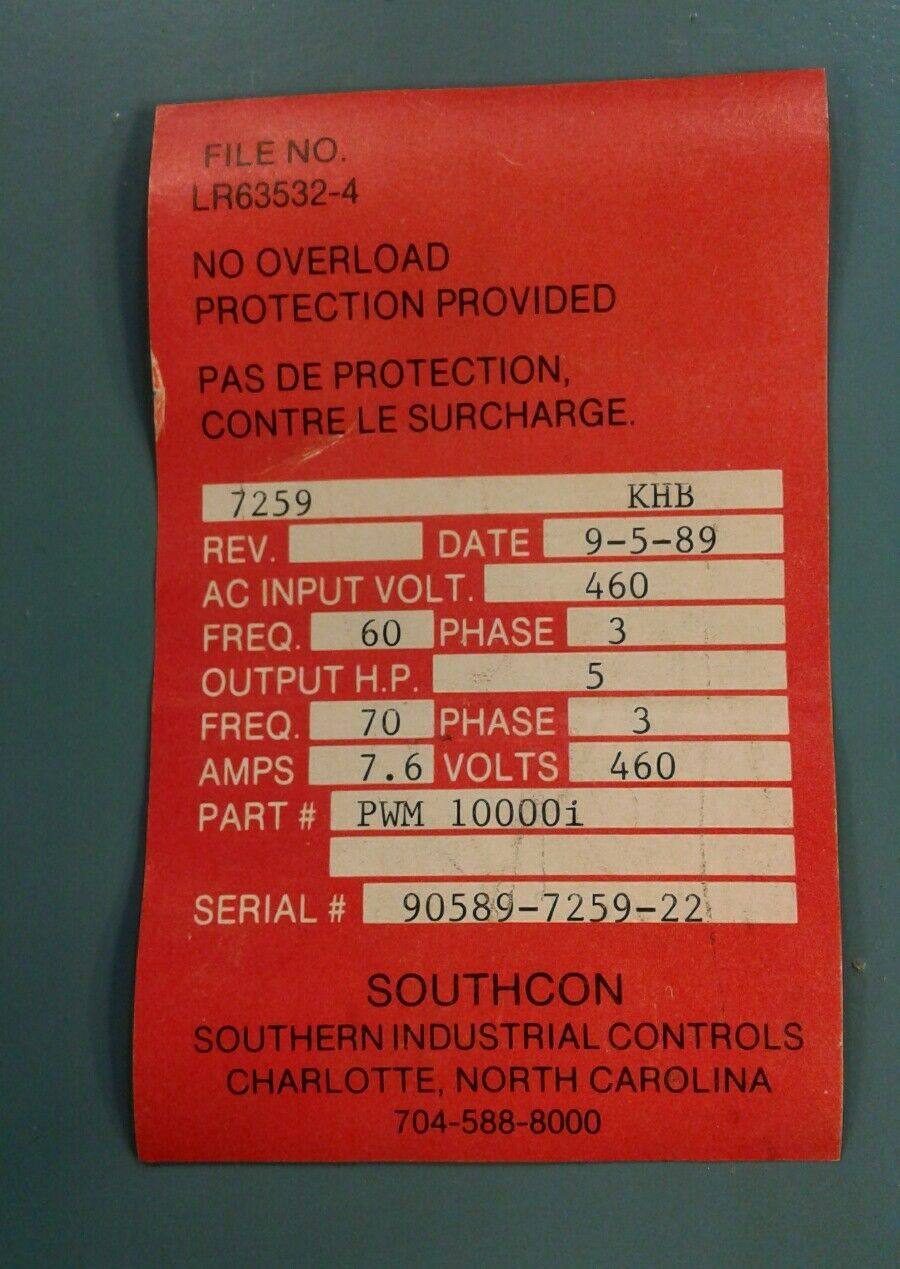 FILE NO.
LR63532-4
NO OVERLOAD
PROTECTION PROVIDED
PAS DE PROTECTION,
CONTRE LE SURCHARGE.
7259 KHB
REV. DATE 9-5-89
AC INPUT VOLT. 460
FREQ. 60 PHASE 3
OUTPUT H.P. 5
FREQ. 70 PHASE 3
AMPS 7.6 VOLTS 460
PART # PWM 10000i
SERIAL # 90589-7259-22
SOUTHCON
SOUTHERN INDUSTRIAL CONTROLS
CHARLOTTE, NORTH CAROLINA
704-588-8000